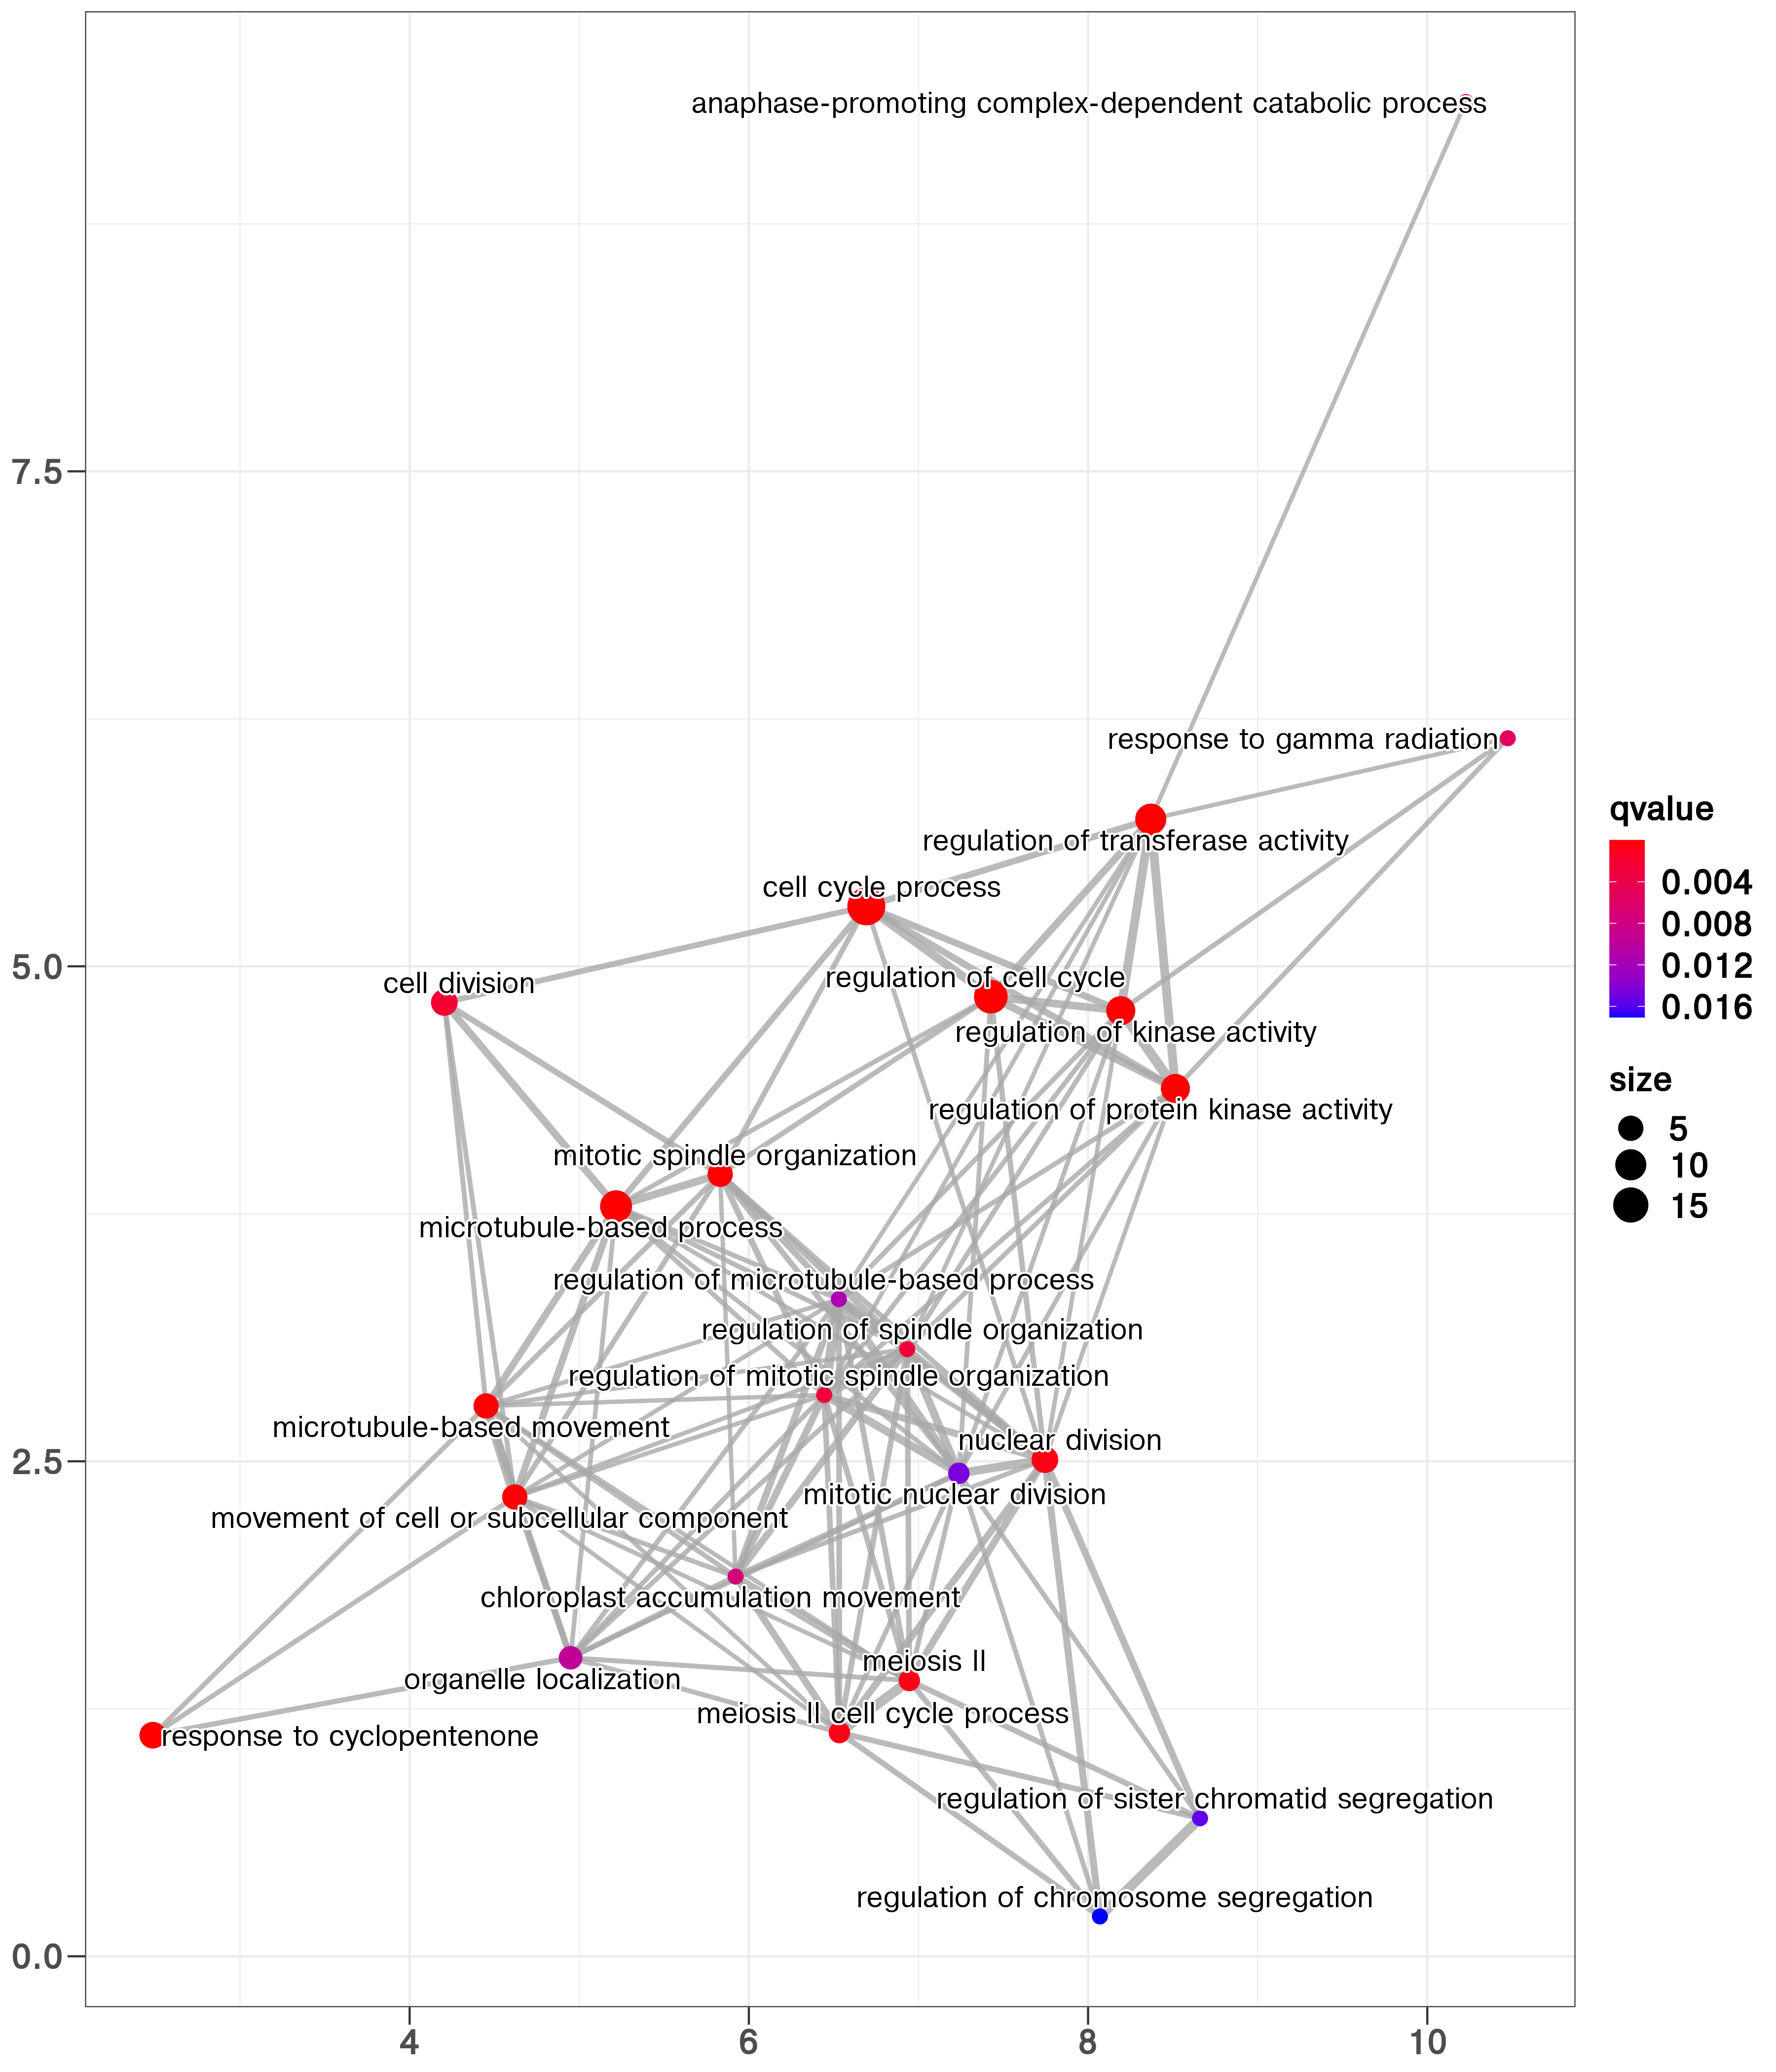 anaphase-promoting complex-dependent catabolic process
7.5
response to gamma radiation
regulation of transferase activity
cell cycle process
5.0
cell division
regulation of cell cycle
regulation of kinase activity
regulation of protein kinase activity
mitotic spindle organization
microtubule-based process
regulation of microtubule-based process
regulation of spindle organization
regulation of mitotic spindle organization
microtubule-based movement
nuclear division
2.5
mitotic nuclear division
movement of cell or subcellular component
chloroplast accumulation movement
meiosis II
organelle localization
meiosis II cell cycle process
response to cyclopentenone
regulation of sister chromatid segregation
regulation of chromosome segregation
0.0
4
6
8
10
qvalue
0.004
0.008
0.012
0.016
size
5
10
15